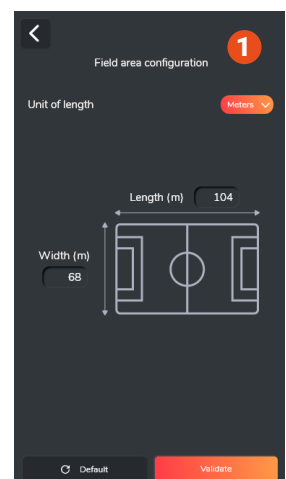 1
Field area configuration
Unit of length
Meters
Length (m) 104
Width (m)
68
Default
Validate